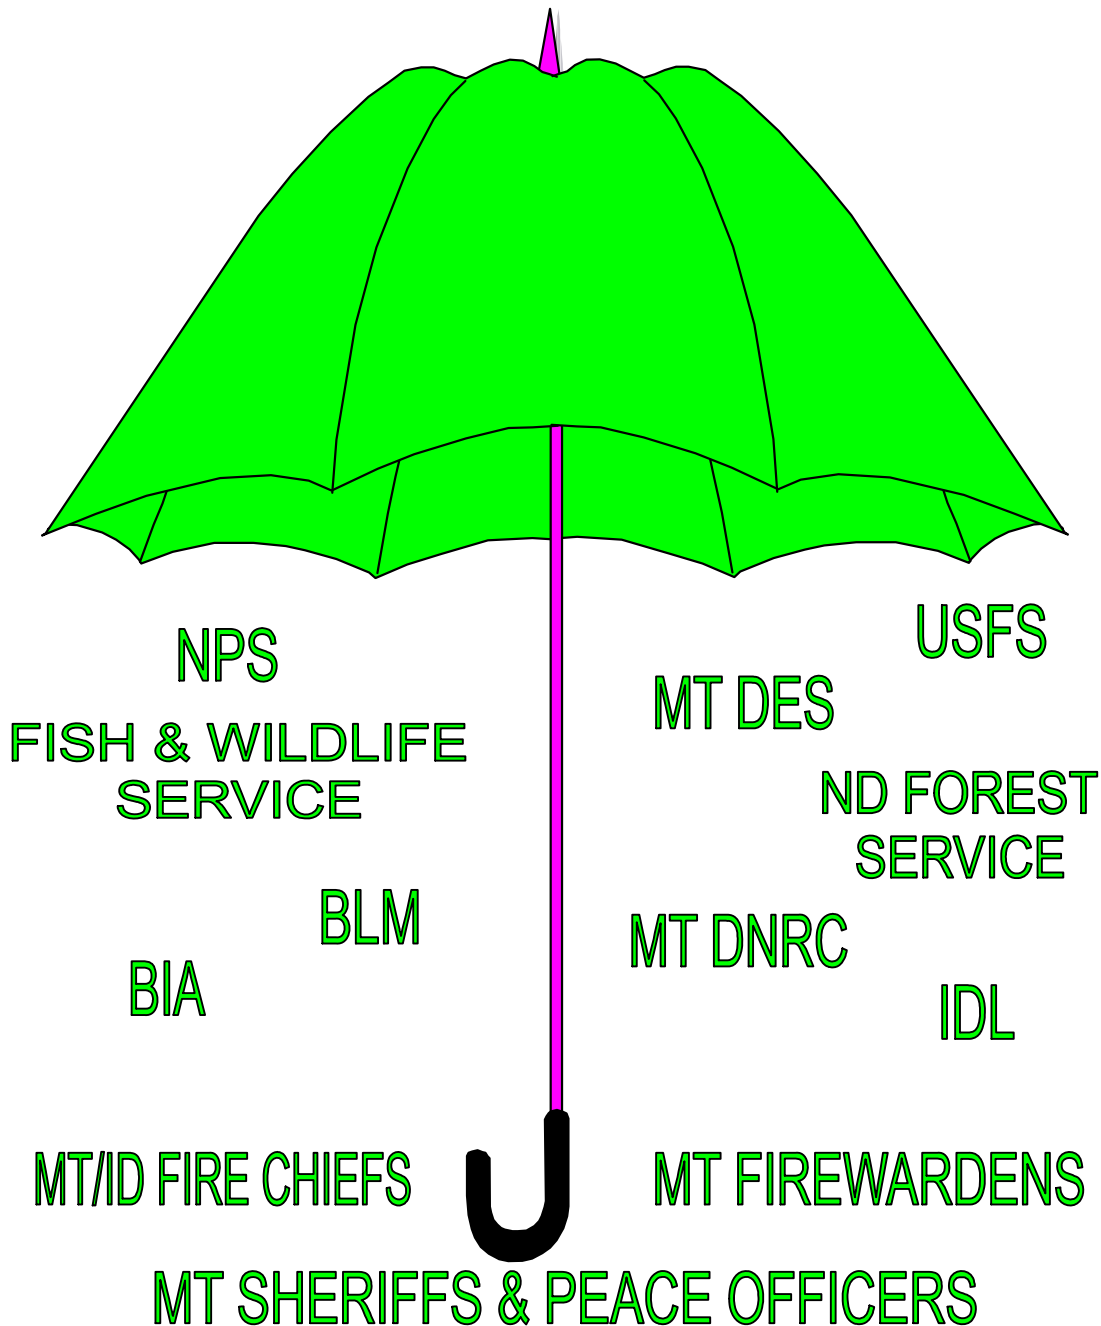 USFS
NPS
MT DES
FISH & WILDLIFE
SERVICE
ND FOREST
SERVICE
BLM
MT DNRC
BIA
IDL
MT/ID FIRE CHIEFS
MT FIREWARDENS
MT SHERIFFS & PEACE OFFICERS